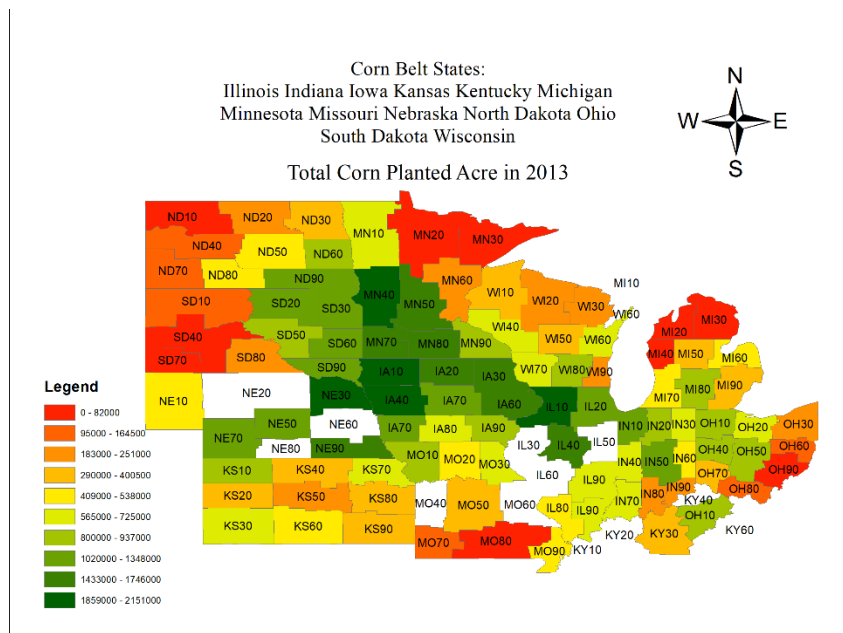 Corn Belt States:
Illinois Indiana Iowa Kansas Kentucky Michigan
Minnesota Missouri Nebraska North Dakota Ohio
South Dakota Wisconsin
Total Corn Planted Acre in 2013
N
W E
S
ND10 ND20 ND30 MN10 MN20 MN30
ND40 ND50 ND60
ND70 ND80 ND90 MN40 MN60 WI10 WI20 WI30 MI10
SD10 SD20 SD30 MN50 WI60 MI20 MI30
SD40 SD50 SD60 MN70 MN80 MN90 WI40 WI50 WI60 MI40 MI50 MI60
SD70 SD80 SD90 IA10 IA20 IA30 WI70 WI80 WI90 MI70 MI80 MI90
NE10 NE20 NE30 IA40 IA70 IA60 IL10 IL20
NE70 NE50 NE60 IA70 IA80 IA90 IL30 IL40 IL50 IN10 IN20 IN30 OH10 OH20 OH30
NE80 NE90 MO10 MO20 MO30 IL60 IN40 IN50 IN60 OH40 OH50 OH60
KS10 KS40 KS70 IL90 OH70 OH90
KS20 KS50 KS80 MO40 MO50 MO60 IL80 IL90 IN70 IN80 IN90 KY40 OH80
KS30 KS60 KS90 OH10
MO70 MO80 MO90 KY10 KY20 KY30 KY60
Legend
0 - 82000
95000 - 164500
183000 - 251000
290000 - 400500
409000 - 538000
565000 - 725000
800000 - 937000
1020000 - 1348000
1433000 - 1746000
1859000 - 2151000